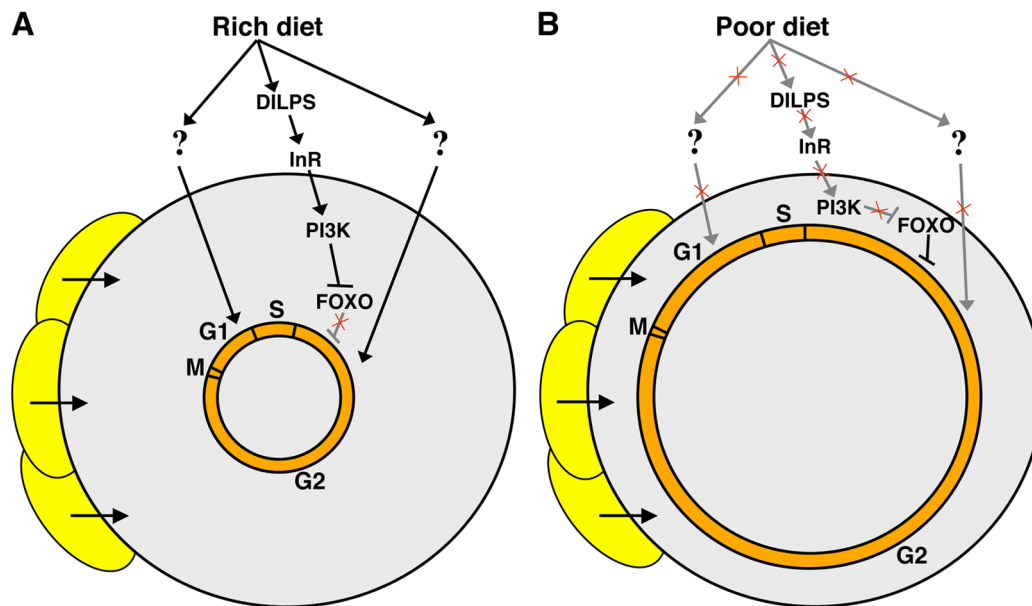 A
Rich diet
DILPS
?
?
InR
PI3K
FOXO
S
G1
M
G2
B
Poor diet
DILPS
?
?
InR
PI3K
FOXO
S
G1
M
G2